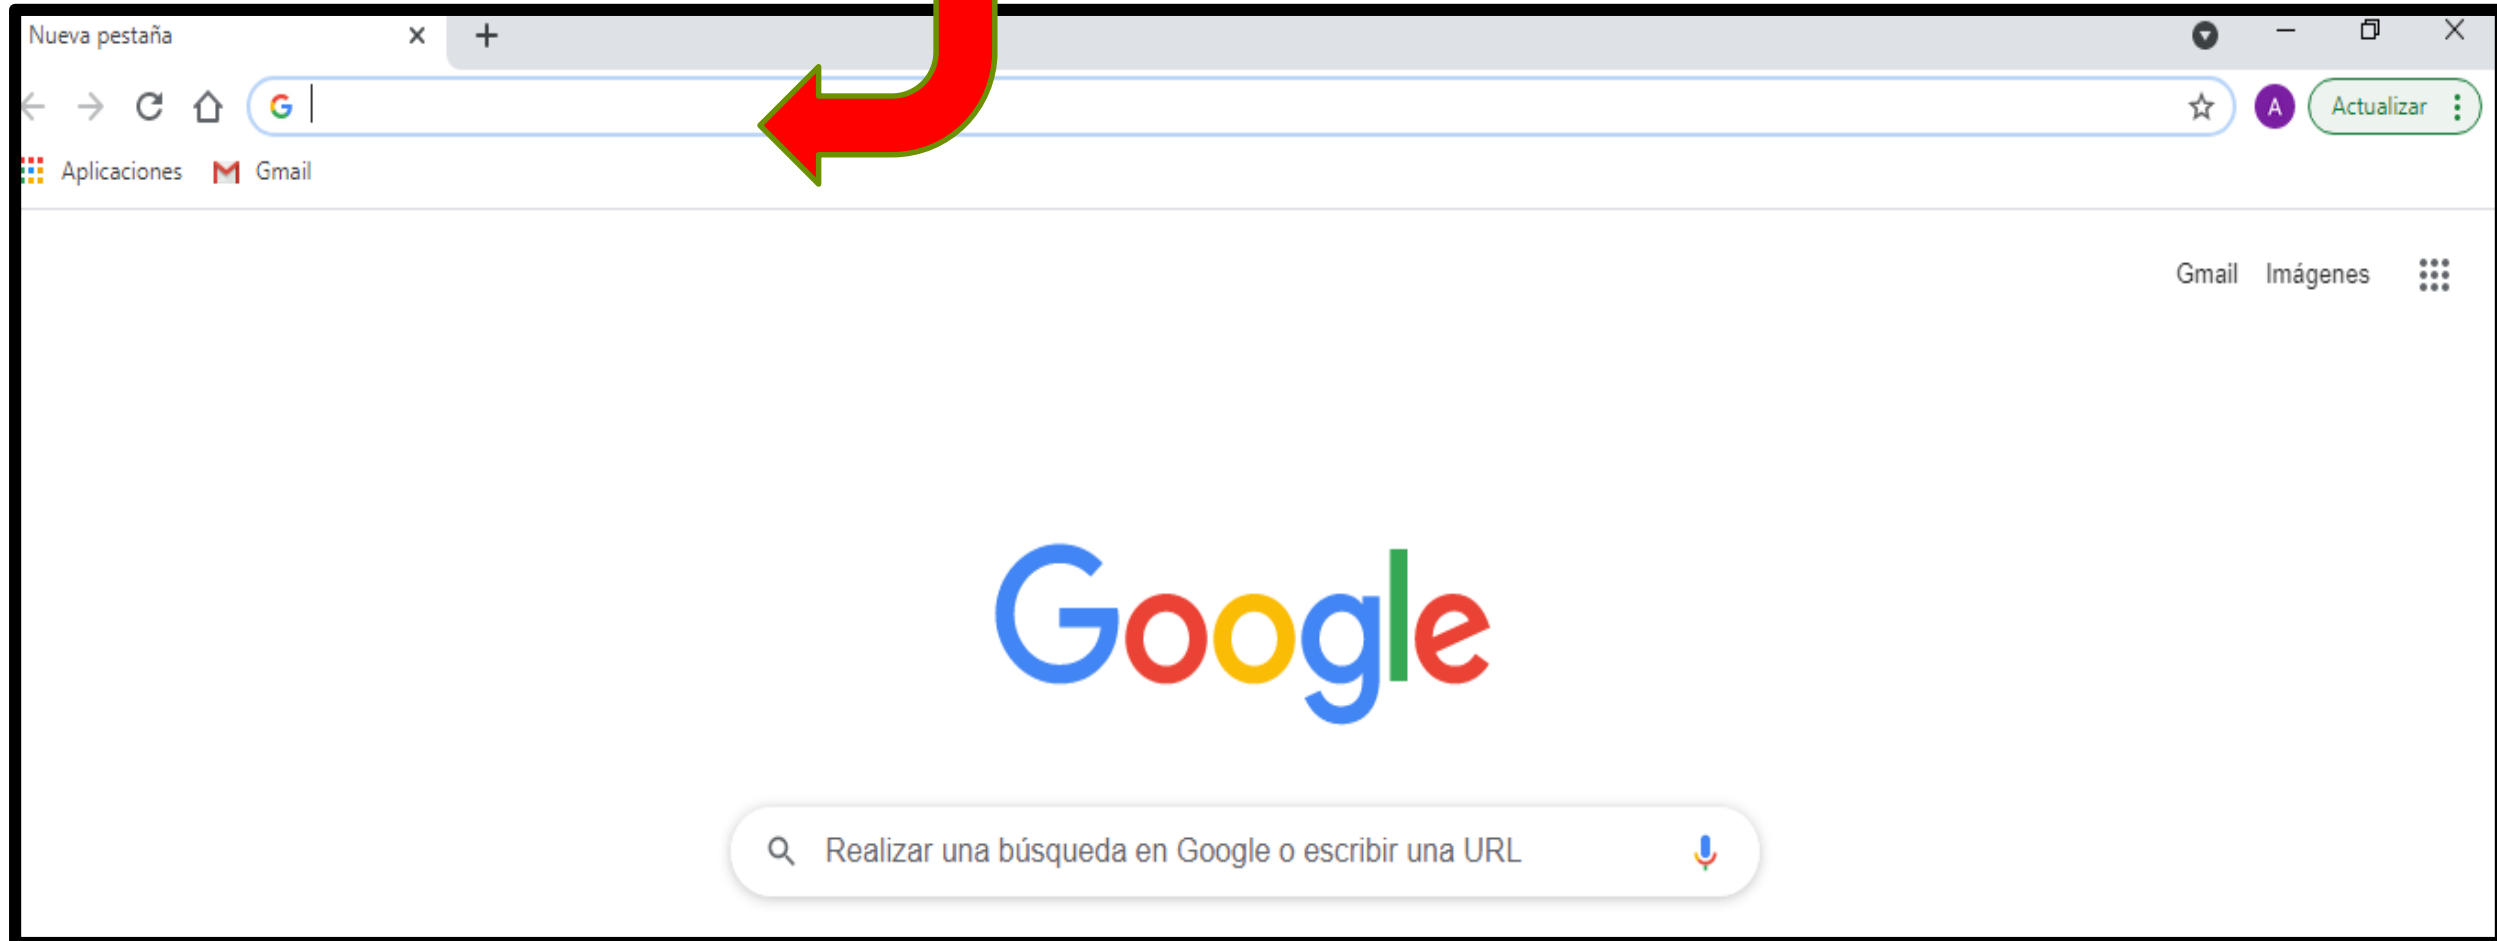 Nueva pestaña
A
Actualizar
Aplicaciones
Gmail
Gmail Imágenes
Google
Realizar una búsqueda en Google o escribir una URL